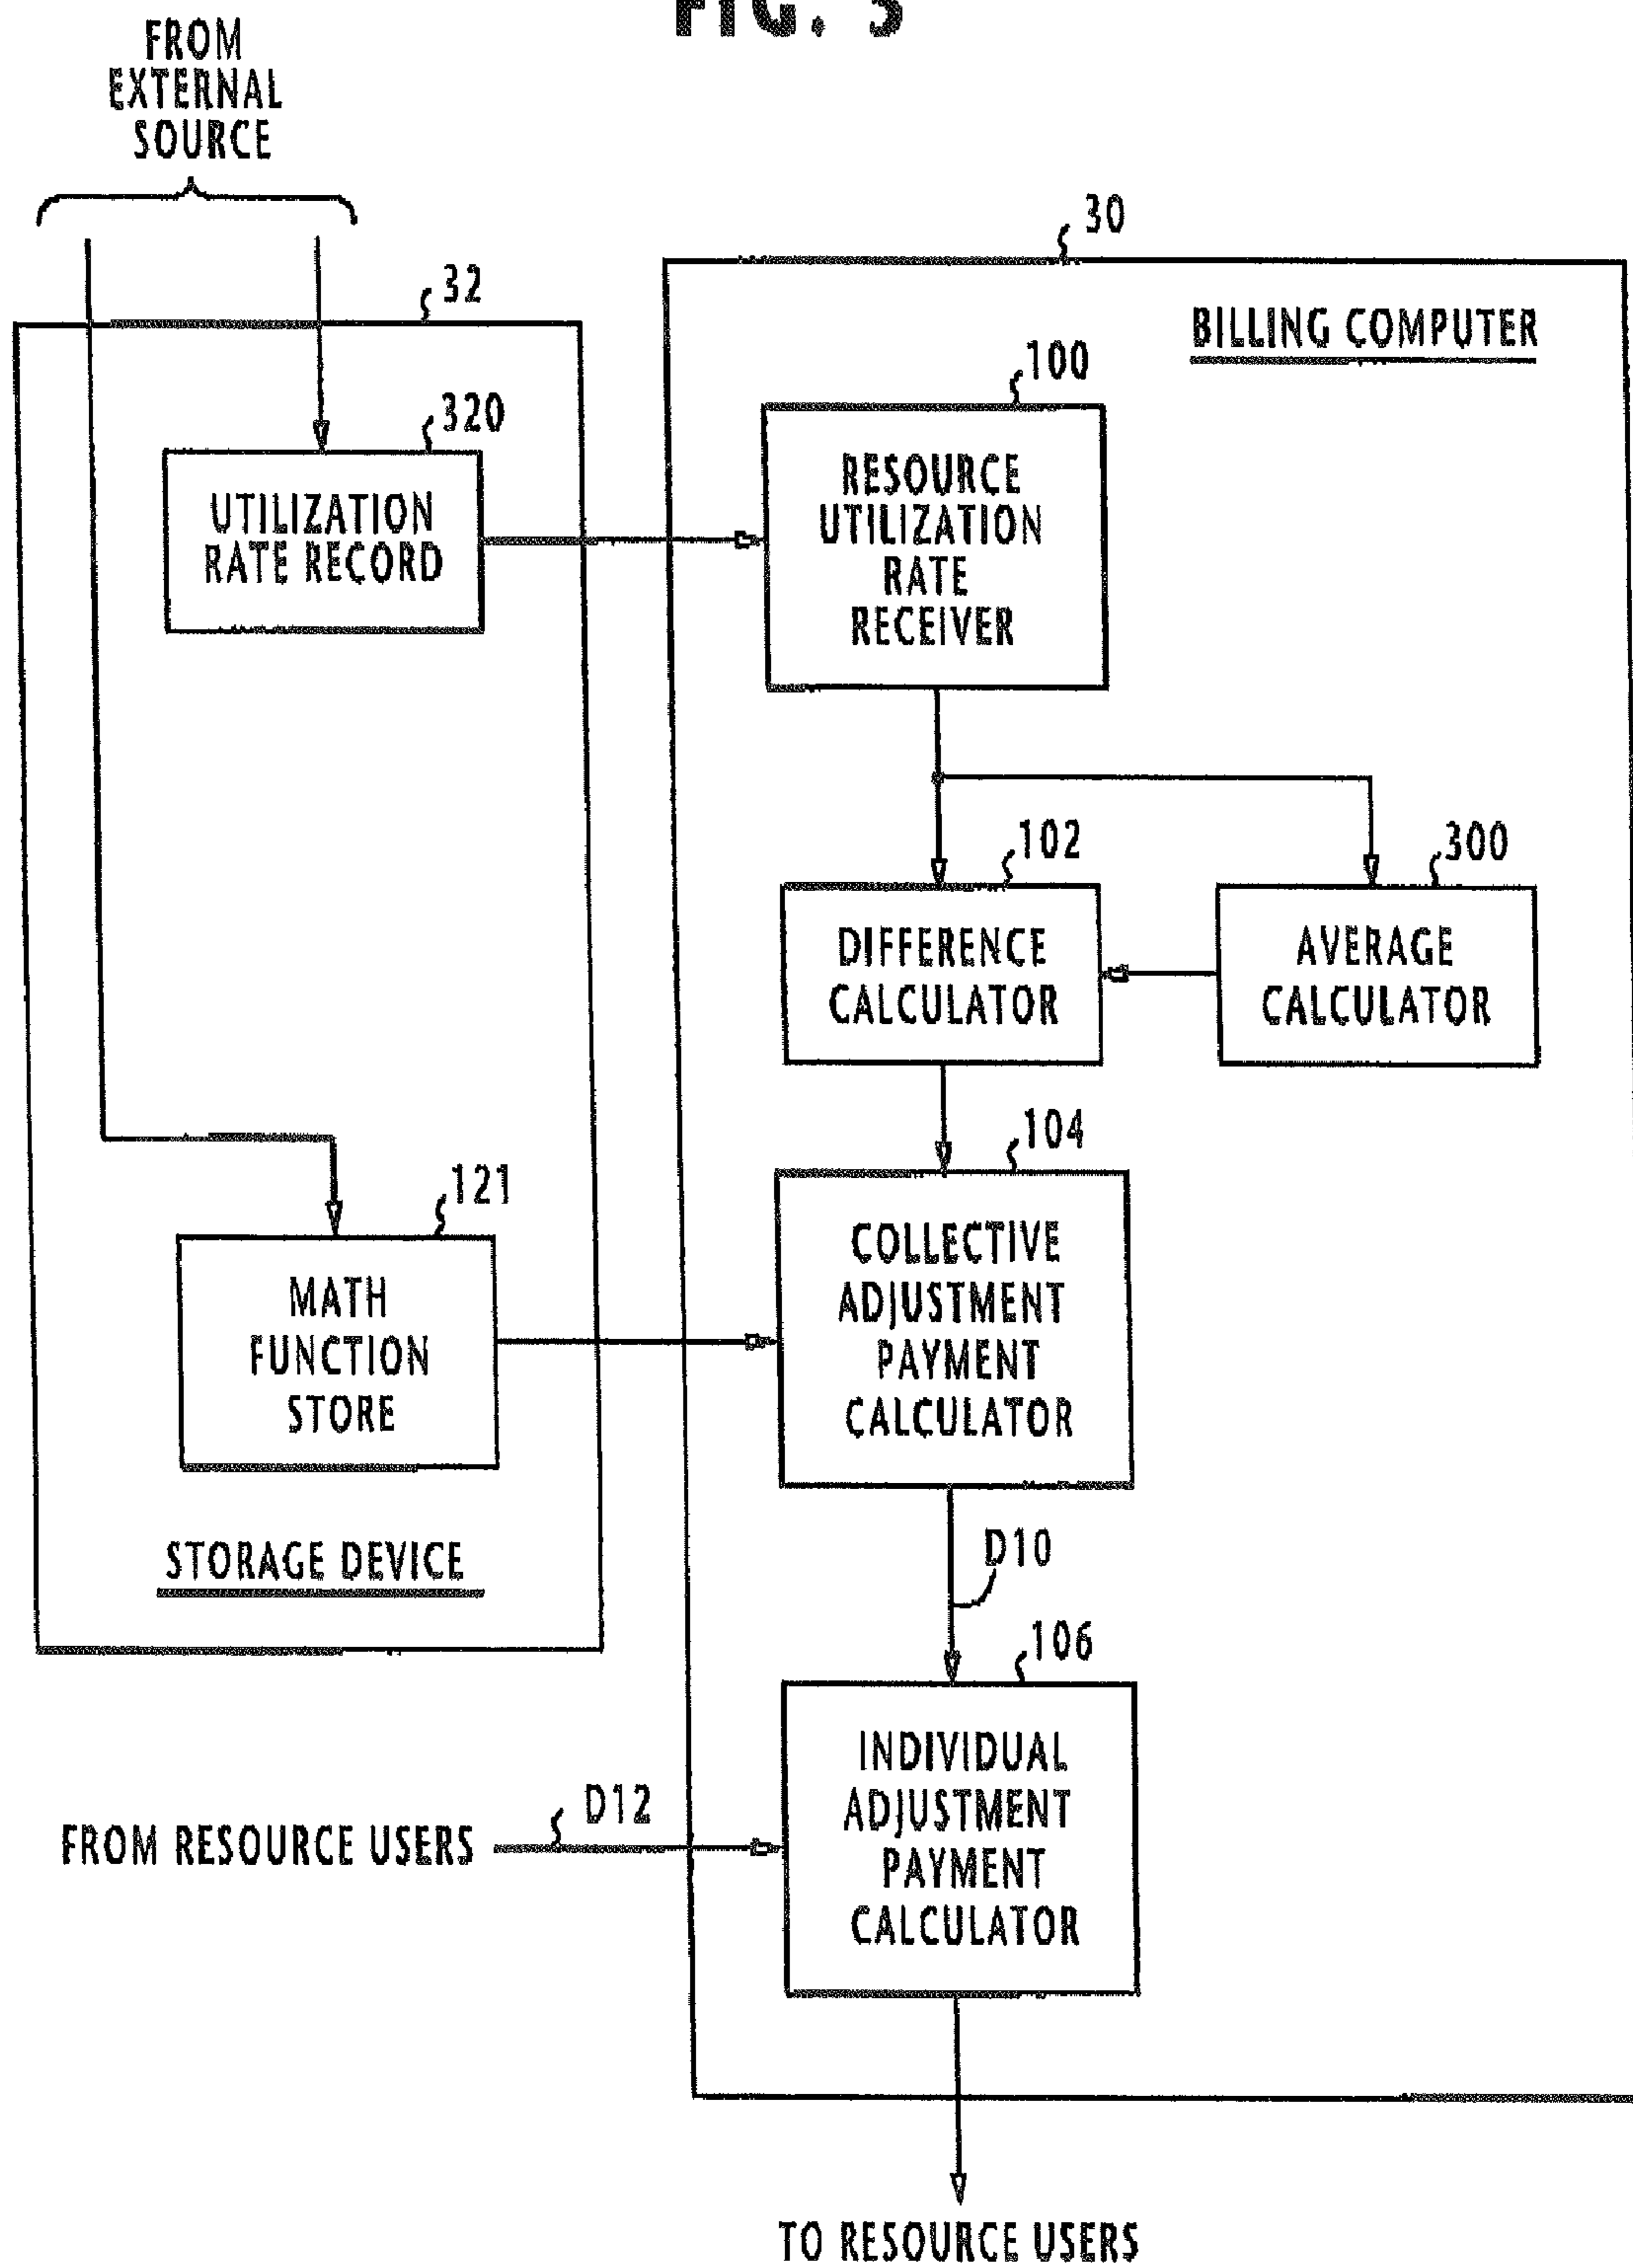 FIG. 3
FROM
EXTERNAL
SOURCE
30
32
BILLING COMPUTER
100
320
RESOURCE
UTILIZATION
RATE
RECEIVER
UTILIZATION
RATE RECORD
102
300
DIFFERENCE
CALCULATOR
AVERAGE
CALCULATOR
104
121
COLLECTIVE
ADJUSTMENT
PAYMENT
CALCULATOR
MATH
FUNCTION
STORE
STORAGE DEVICE
D10
106
INDIVIDUAL
ADJUSTMENT
PAYMENT
CALCULATOR
D12
FROM RESOURCE USERS
TO RESOURCE USERS